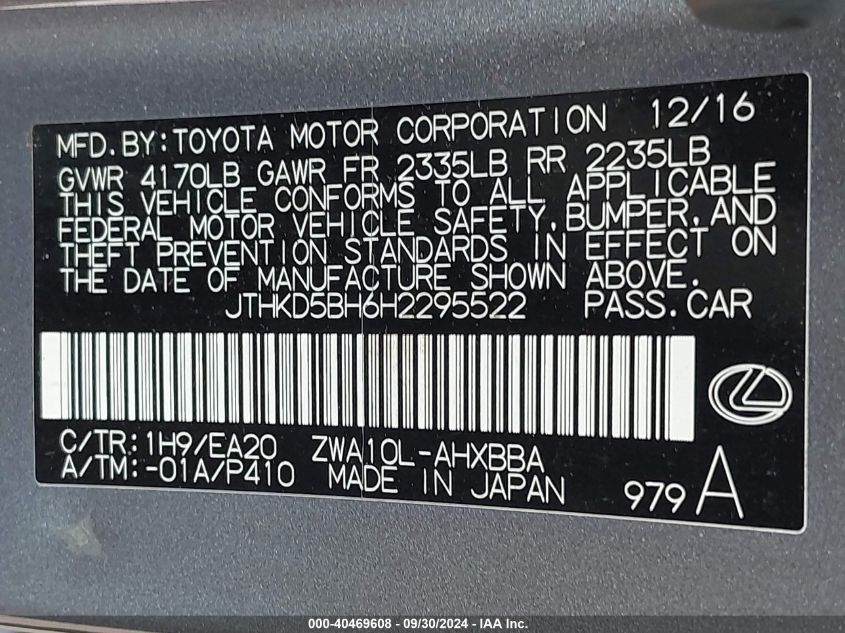 MFD. BY: TOYOTA MOTOR CORPORATION 12/16
GVWR 4170LB GAWR FR 2335LB RR 2235LB
THIS VEHICLE CONFORMS TO ALL APPLICABLE
FEDERAL MOTOR VEHICLE SAFETY, BUMPER, AND
THEFT PREVENTION STANDARDS IN EFFECT ON
THE DATE OF MANUFACTURE SHOWN ABOVE.
JTHKD5BH6H2295522 PASS. CAR
C/TR: 1H9/EA20 ZWA10L-AHXBBA
A/TM: -01A/P410 MADE IN JAPAN 979 A
000-40469608 - 09/30/2024 - IAA Inc.